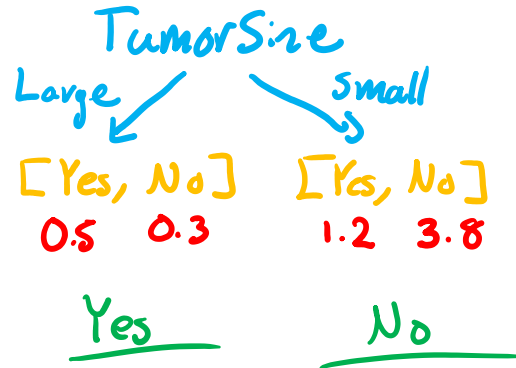 TumorSize
Large small
[Yes, No] [Yes, No]
0.5 0.3 1.2 3.8
Yes No